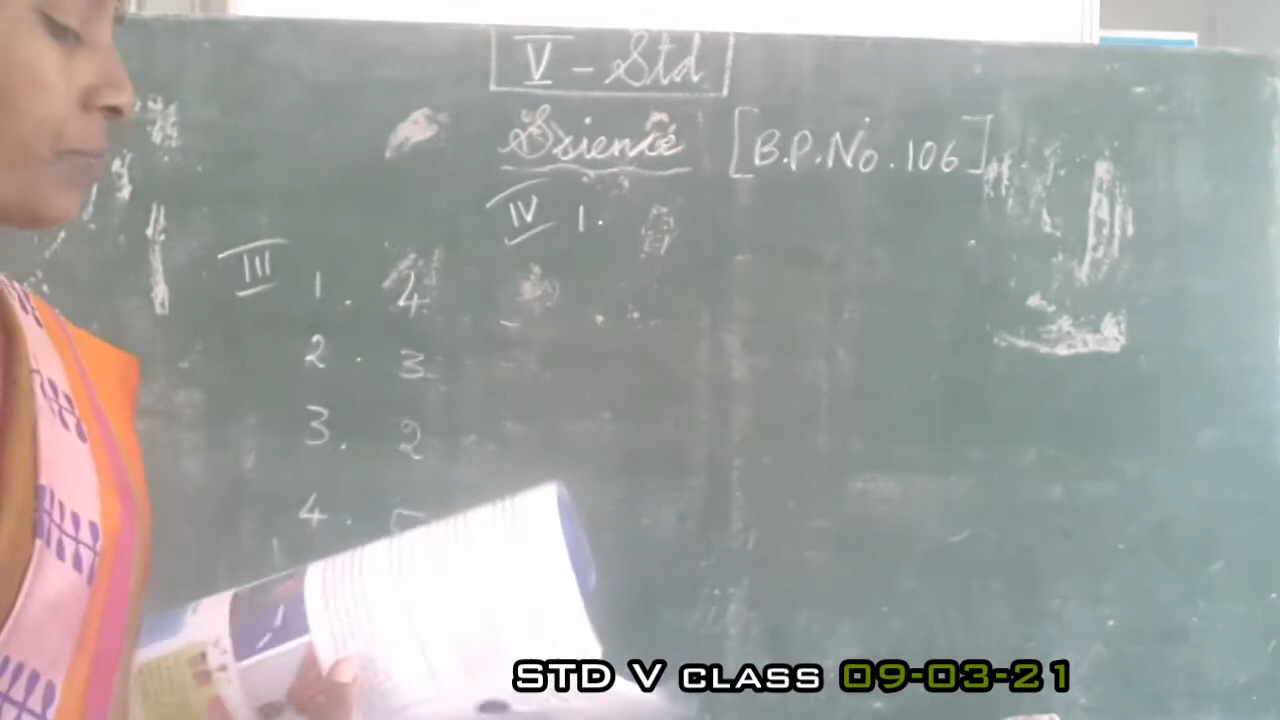 V - Std
Science [B.P.No.106]
IV 1.
III 1. 4
2. 3
3. 2
4. 5
STD V CLASS 09-03-21